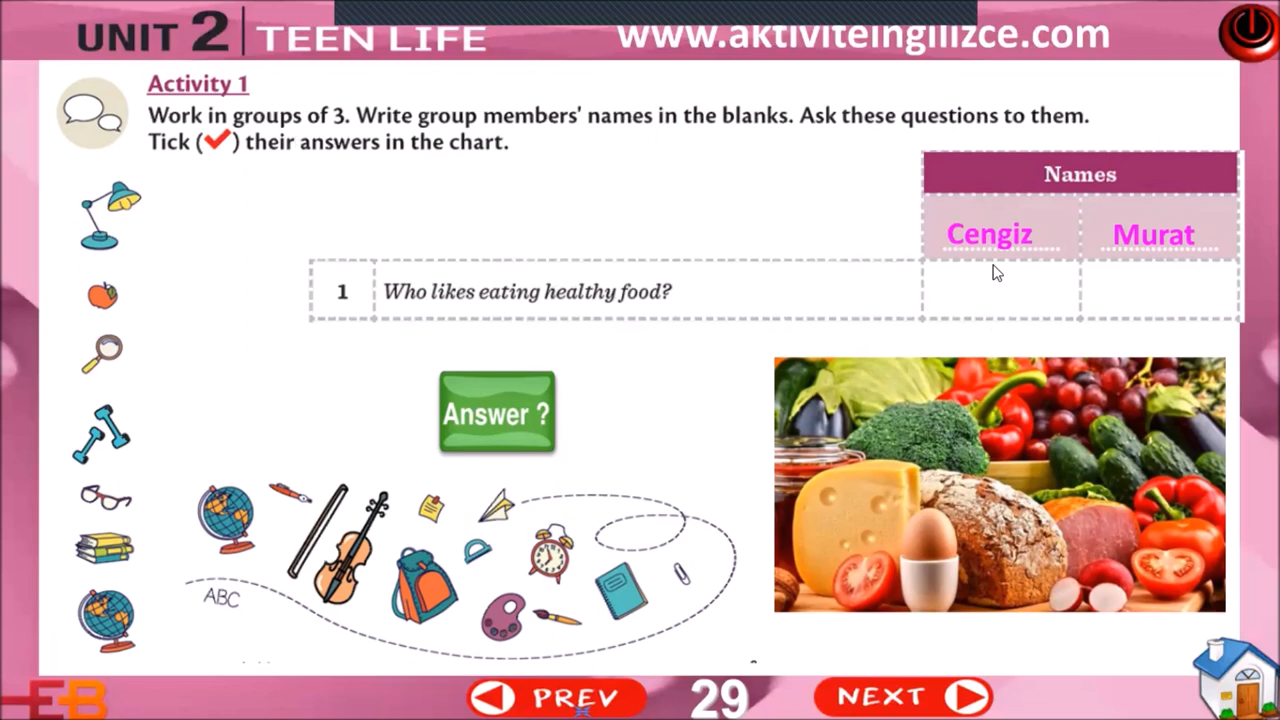 UNIT 2 TEEN LIFE
www.aktiviteingilizce.com
Activity 1
Work in groups of 3. Write group members' names in the blanks. Ask these questions to them.
Tick (✓) their answers in the chart.
Names
Cengiz Murat
1 Who likes eating healthy food?
Answer ?
ABC
EB
PREV 29 NEXT